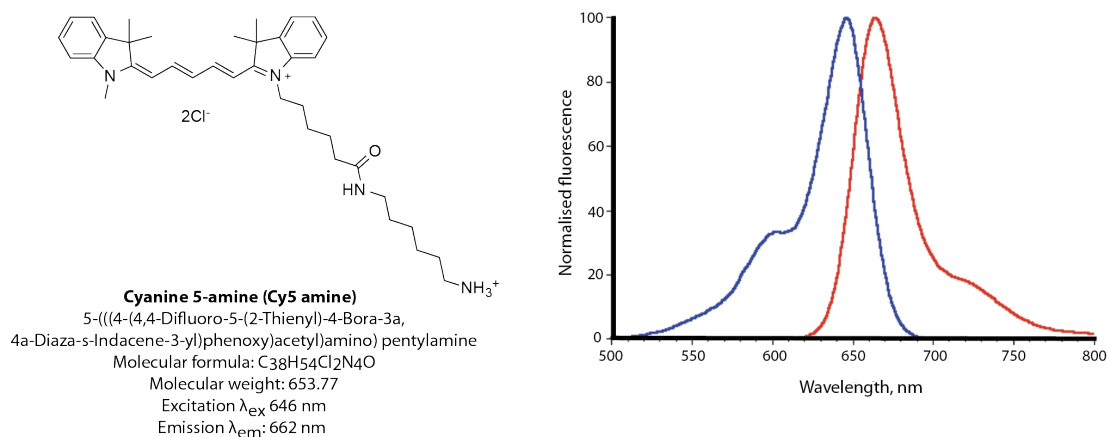 N
N
+
2Cl-
O
HN
NH3+
Cyanine 5-amine (Cy5 amine)
5-(((4-(4,4-Difluoro-5-(2-Thienyl)-4-Bora-3a,
4a-Diaza-s-Indacene-3-yl)phenoxy)acetyl)amino) pentylamine
Molecular formula: C38H54Cl2N4O
Molecular weight: 653.77
Excitation λex 646 nm
Emission λem: 662 nm
Normalised fluorescence
100
80
60
40
20
0
500 550 600 650 700 750 800
Wavelength, nm